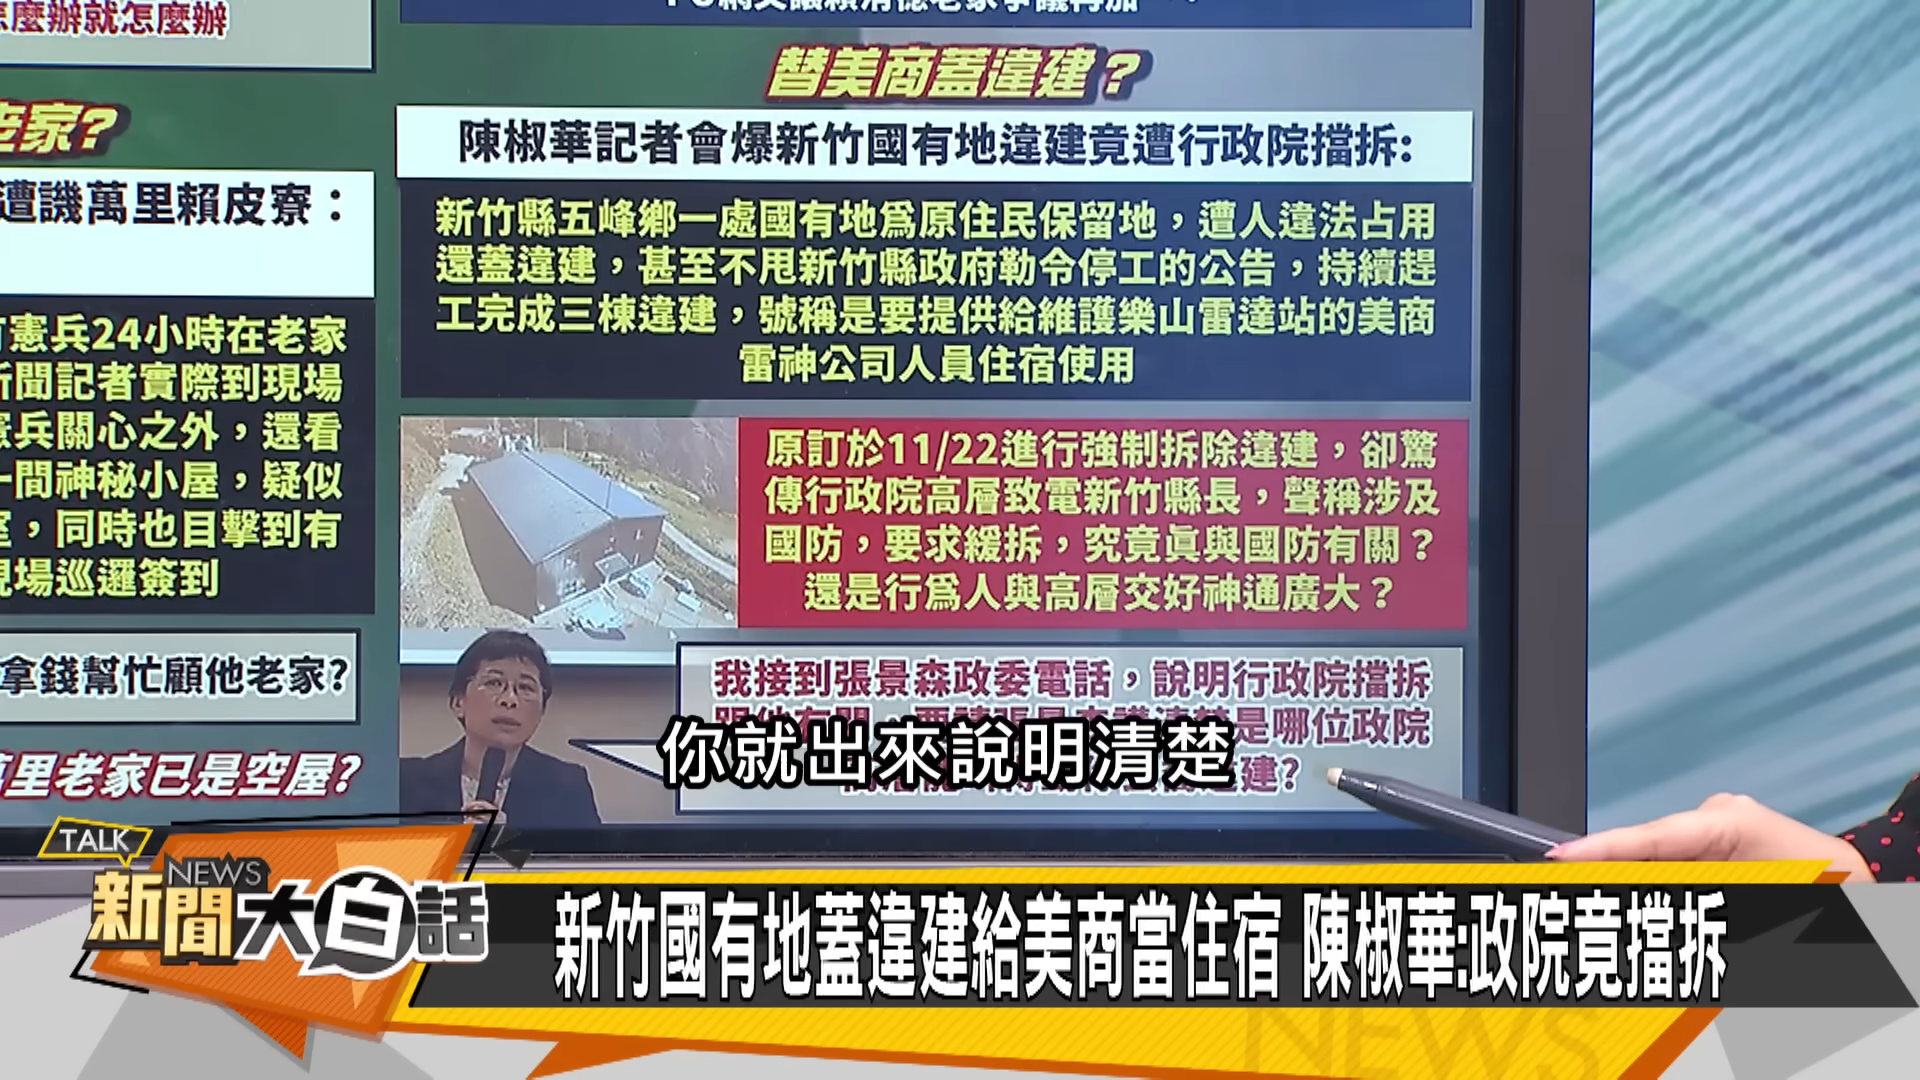 怎麼辦就怎麼辦
老家?
遭譏萬里賴皮寮：
有憲兵24小時在老家
新聞記者實際到現場
憲兵關心之外，還看
一間神秘小屋，疑似
室，同時也目擊到有
現場巡邏簽到
拿錢幫忙顧他老家?
萬里老家已是空屋?
替美商蓋違建？
陳椒華記者會爆新竹國有地違建竟遭行政院擋拆:
新竹縣五峰鄉一處國有地爲原住民保留地，遭人違法占用
還蓋違建，甚至不甩新竹縣政府勒令停工的公告，持續趕
工完成三棟違建，號稱是要提供給維護樂山雷達站的美商
雷神公司人員住宿使用
原訂於11/22進行強制拆除違建，卻驚
傳行政院高層致電新竹縣長，聲稱涉及
國防，要求緩拆，究竟眞與國防有關？
還是行爲人與高層交好神通廣大？
我接到張景森政委電話，說明行政院擋拆
是哪位政院
建?
你就出來說明清楚
TALK
NEWS
新聞大白話
新竹國有地蓋違建給美商當住宿 陳椒華:政院竟擋拆
NEWS